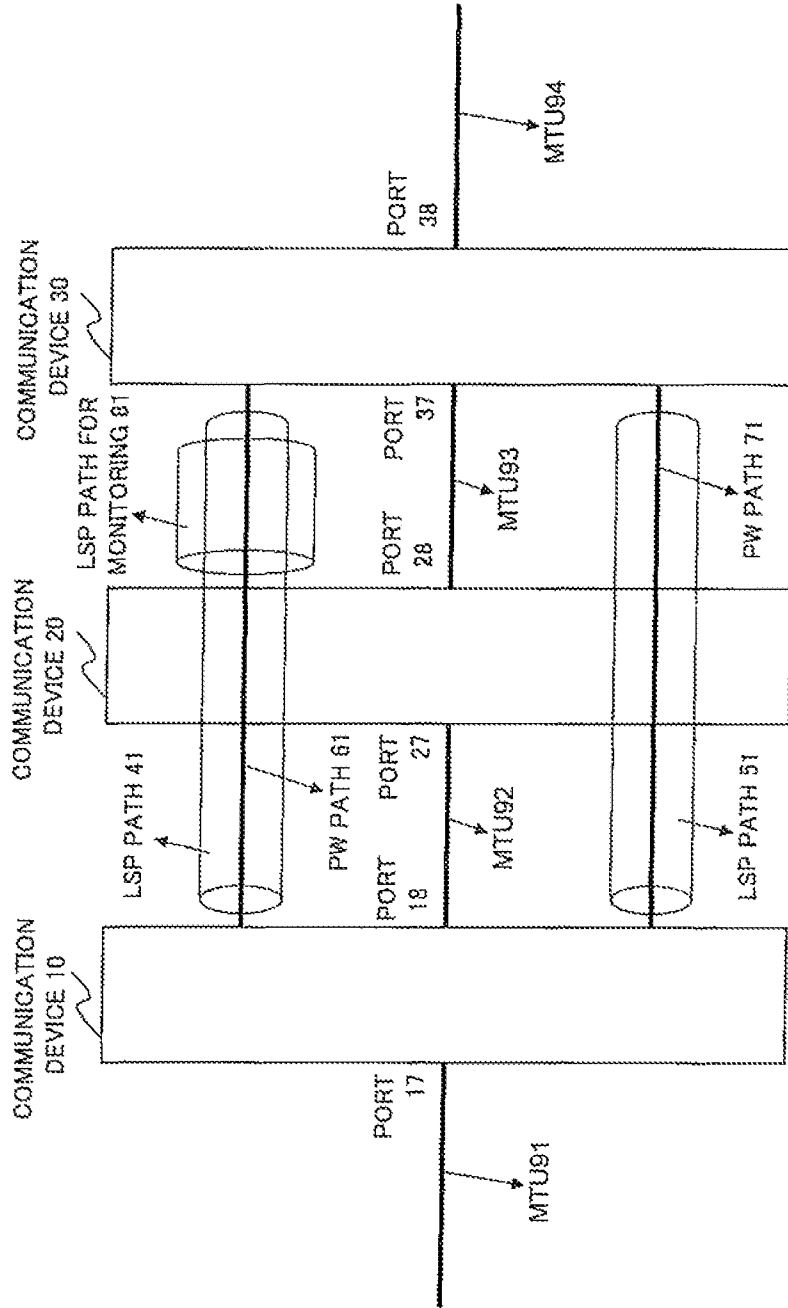 COMMUNICATION
DEVICE 10
COMMUNICATION
DEVICE 20
COMMUNICATION
DEVICE 30
LSP PATH 41
LSP PATH FOR
MONITORING 81
PW PATH 61
PORT
17
PORT
18
PORT
27
PORT
28
PORT
37
PORT
38
MTU91
MTU92
MTU93
MTU94
LSP PATH 51
PW PATH 71